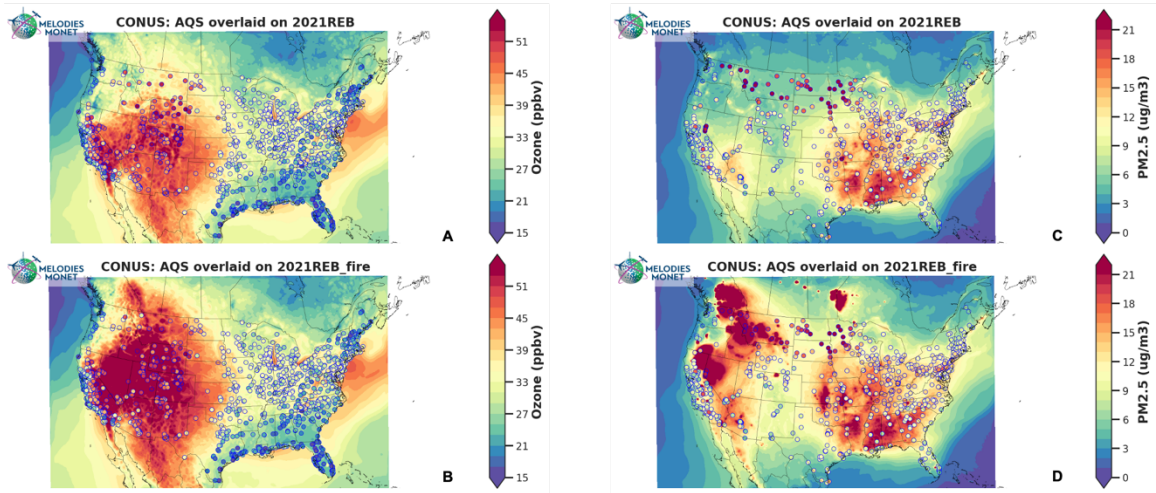 MELODIES
MONET
CONUS: AQS overlaid on 2021REB
51
45
39
33
27
21
15
Ozone (ppbv)
A
MELODIES
MONET
CONUS: AQS overlaid on 2021REB
21
18
15
12
9
6
3
0
PM2.5 (ug/m3)
C
MELODIES
MONET
CONUS: AQS overlaid on 2021REB_fire
51
45
39
33
27
21
15
Ozone (ppbv)
B
MELODIES
MONET
CONUS: AQS overlaid on 2021REB_fire
21
18
15
12
9
6
3
0
PM2.5 (ug/m3)
D